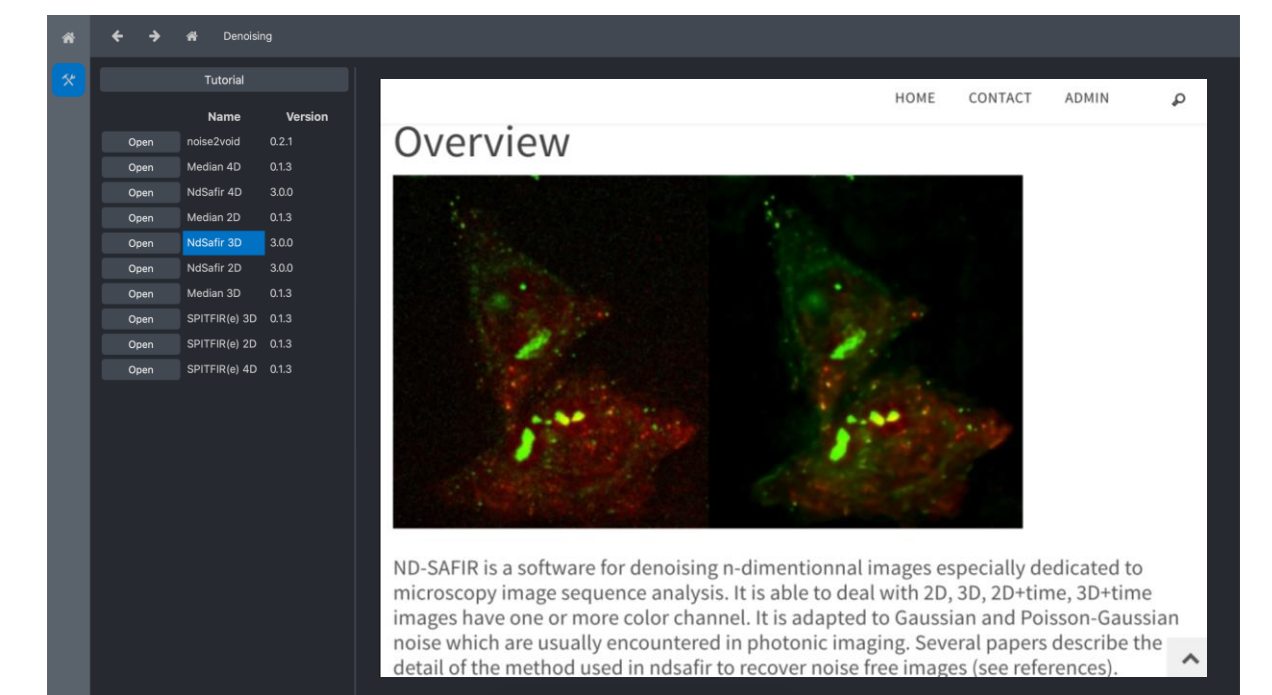 Denoising
Tutorial
Name Version
Open noise2void 0.2.1
Open Median 4D 0.1.3
Open NdSafir 4D 3.0.0
Open Median 2D 0.1.3
Open NdSafir 3D 3.0.0
Open NdSafir 2D 3.0.0
Open Median 3D 0.1.3
Open SPITFIR(e) 3D 0.1.3
Open SPITFIR(e) 2D 0.1.3
Open SPITFIR(e) 4D 0.1.3
HOME CONTACT ADMIN
Overview
ND-SAFIR is a software for denoising n-dimentionnal images especially dedicated to
microscopy image sequence analysis. It is able to deal with 2D, 3D, 2D+time, 3D+time
images have one or more color channel. It is adapted to Gaussian and Poisson-Gaussian
noise which are usually encountered in photonic imaging. Several papers describe the
detail of the method used in ndsafir to recover noise free images (see references).